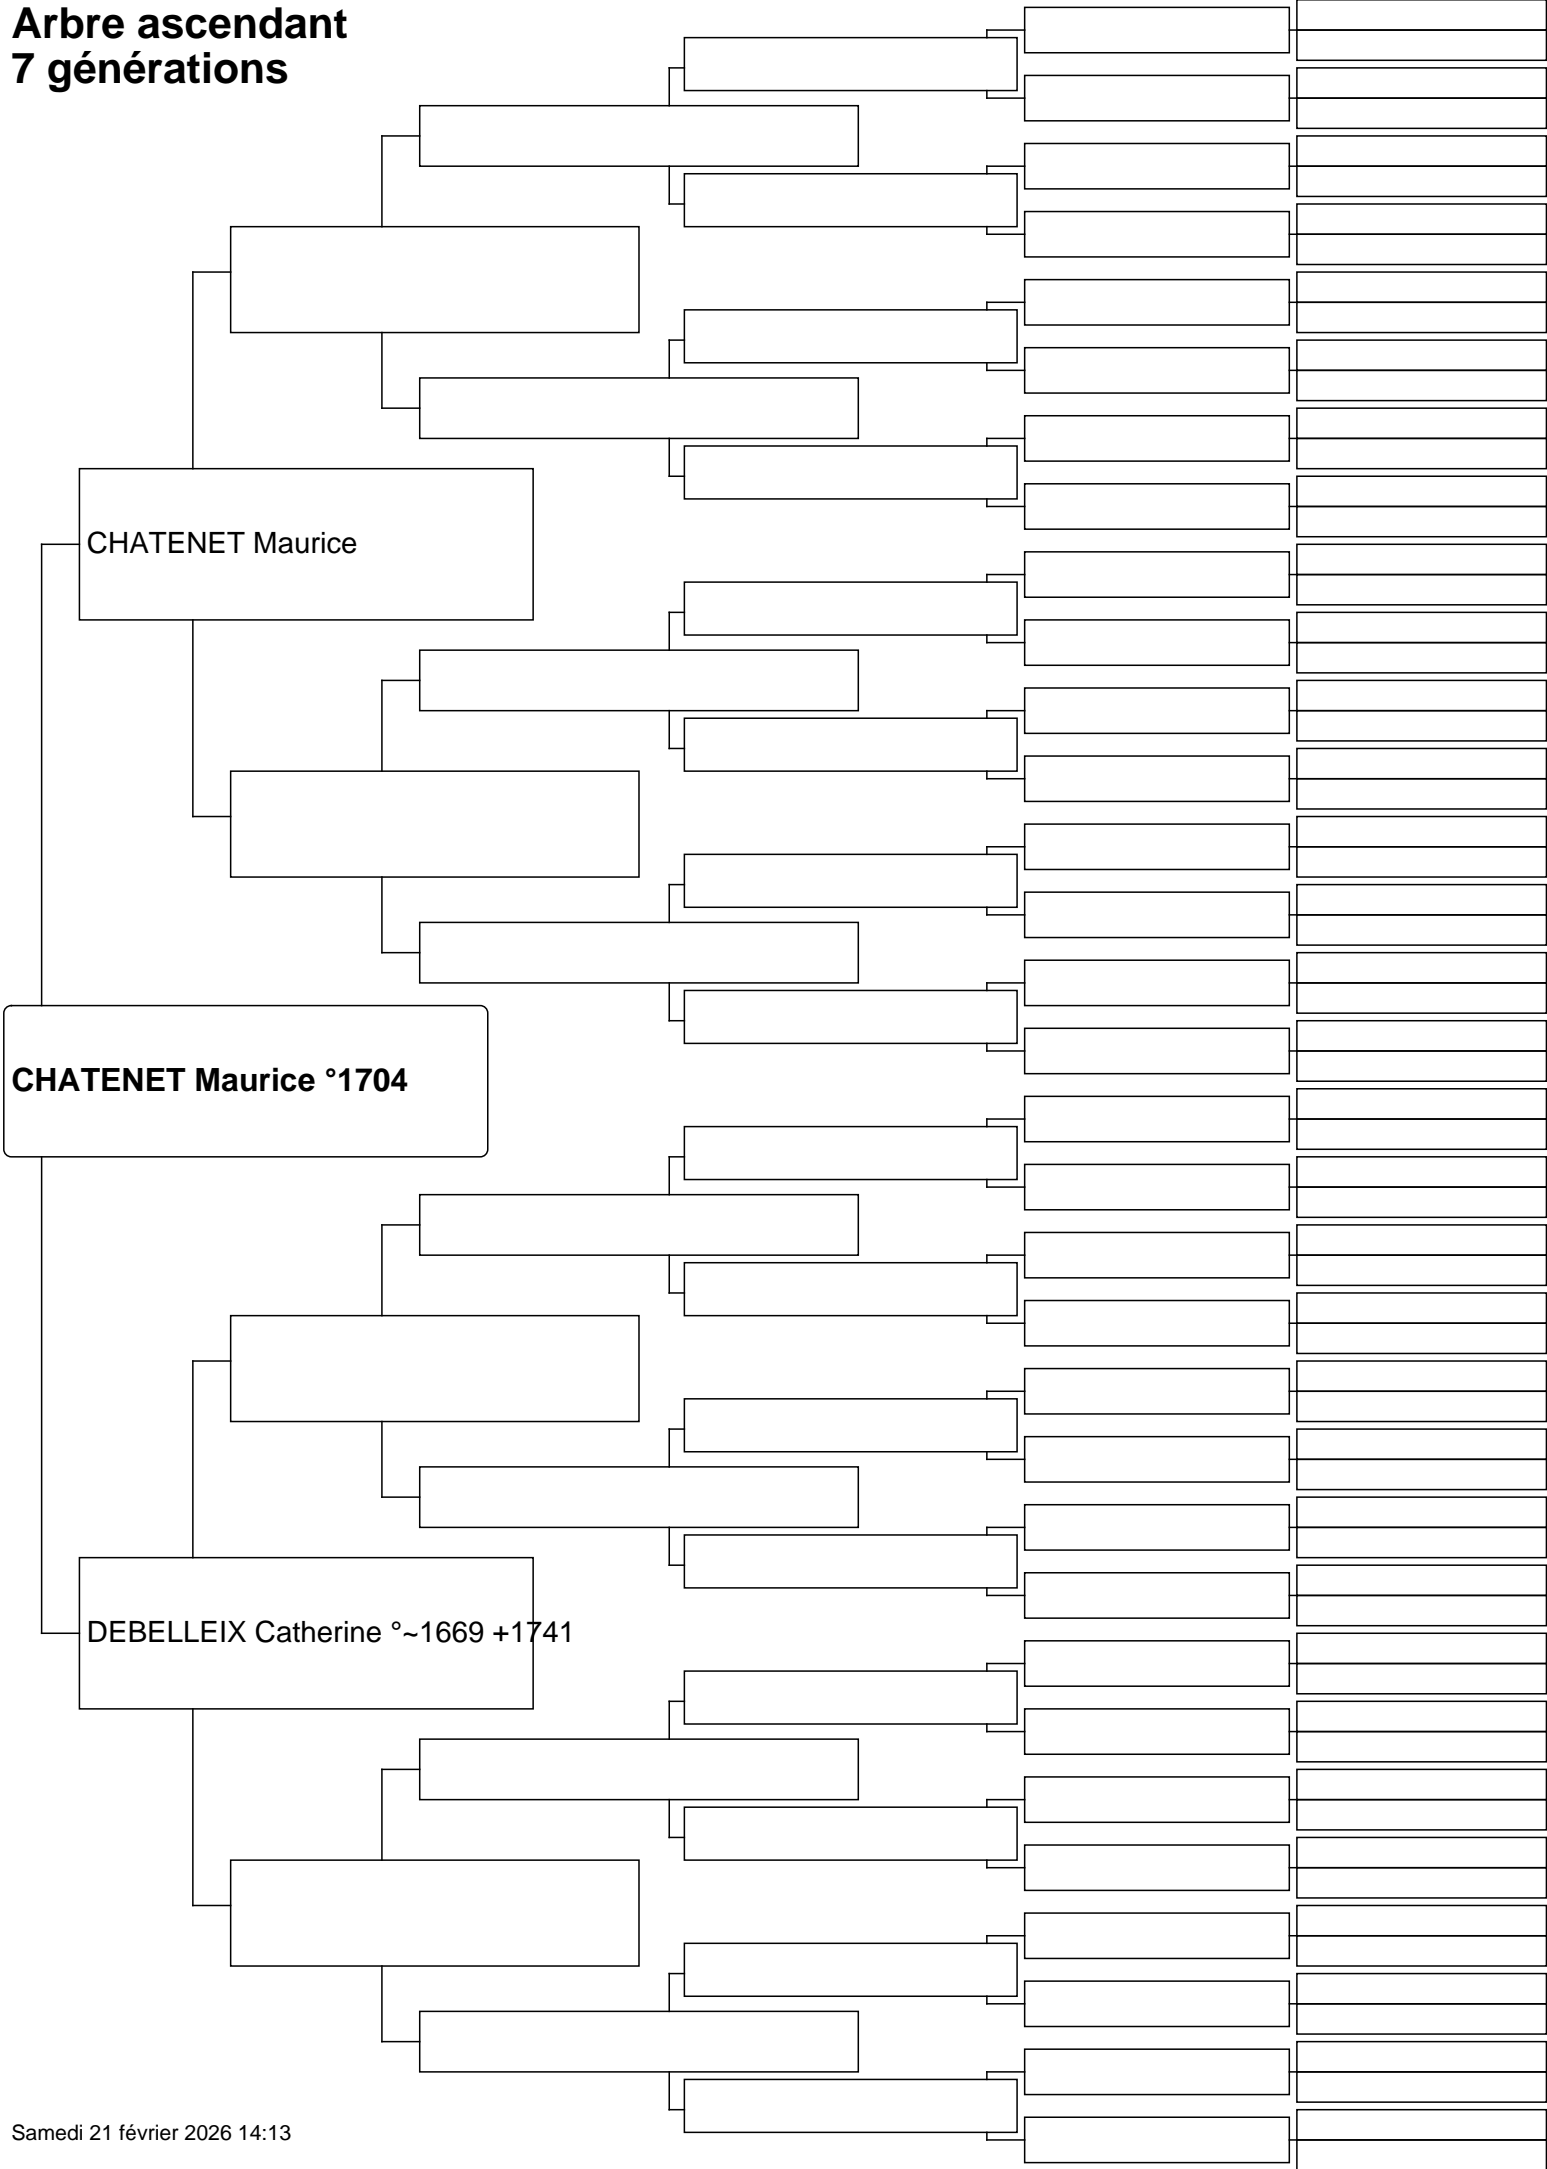 Arbre ascendant
7 générations
CHATENET Maurice
CHATENET Maurice °1704
DEBELLEIX Catherine °~1669 +1741
Samedi 21 février 2026 14:13